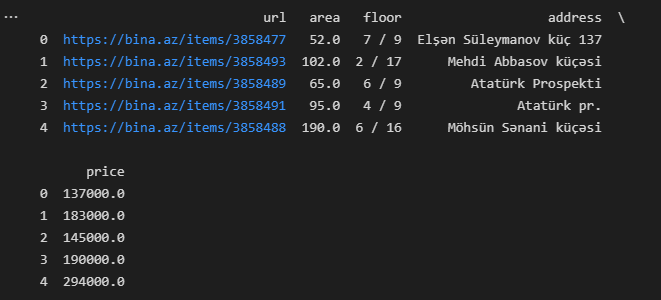 ...
url area floor address \
0 https://bina.az/items/3858477 52.0 7 / 9 Elşən Süleymanov küç 137
1 https://bina.az/items/3858493 102.0 2 / 17 Mehdi Abbasov küçəsi
2 https://bina.az/items/3858489 65.0 6 / 9 Atatürk Prospekti
3 https://bina.az/items/3858491 95.0 4 / 9 Atatürk pr.
4 https://bina.az/items/3858488 190.0 6 / 16 Möhsün Sənani küçəsi
price
0 137000.0
1 183000.0
2 145000.0
3 190000.0
4 294000.0